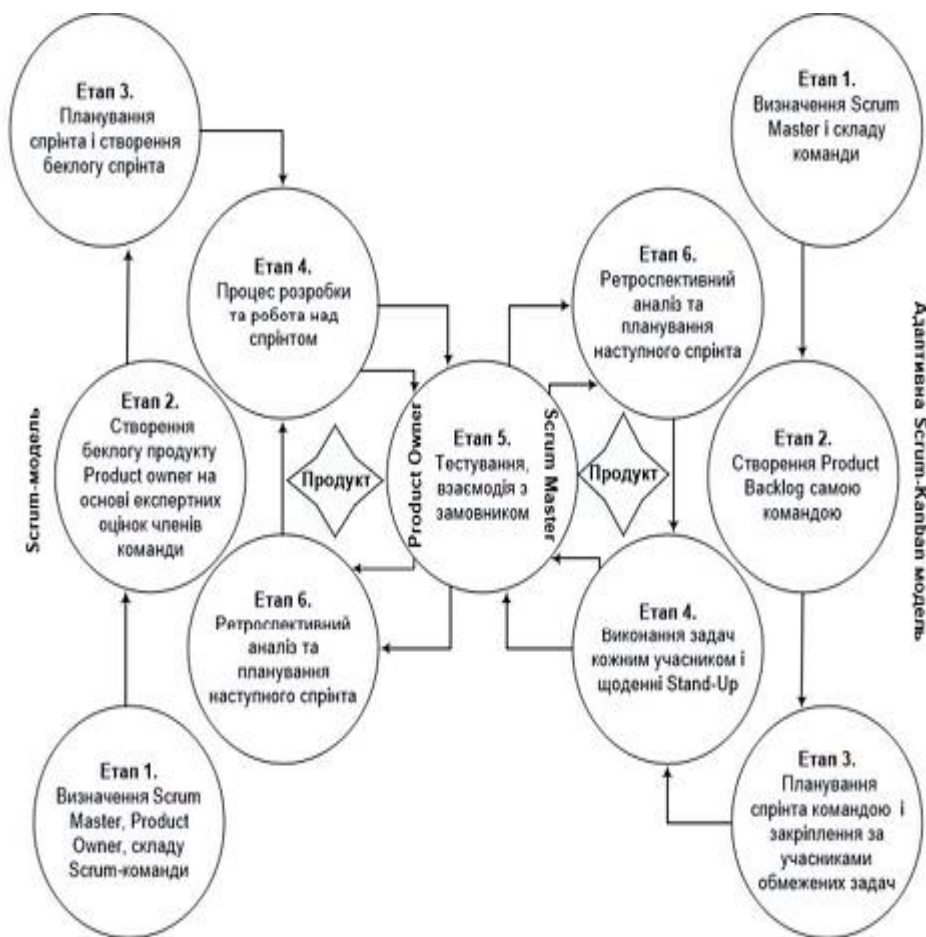 Етап 3.
Планування
спрінта і створення
беклогу спрінта
Етап 1.
Визначення Scrum
Master і складу
команди
Етап 4.
Процес розробки
та робота над
спрінтом
Етап 6.
Ретроспективний
аналіз та
планування
наступного спрінта
Scrum-модель
Етап 2.
Створення
беклогу продукту
Product owner на
основі експертних
оцінок членів
команди
Продукт
Product Owner
Етап 5.
Тестування,
взаємодія з
замовником
Scrum Master
Продукт
Етап 2.
Створення Product
Backlog самою
командою
Адаптивна Scrum-Kanban модель
Етап 6.
Ретроспективний
аналіз та
планування
наступного спрінта
Етап 4.
Виконання задач
кожним учасником і
щоденні Stand-Up
Етап 1.
Визначення Scrum
Master, Product
Owner, складу
Scrum-команди
Етап 3.
Планування
спрінта командою і
закріплення за
учасниками
обмежених задач